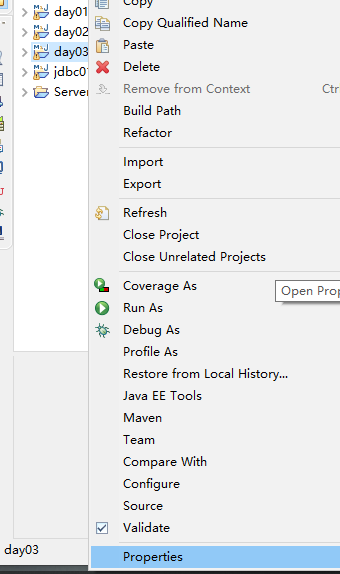 day01
day02
day03
jdbc01
Server
Copy
Copy Qualified Name
Paste
Delete
Remove from Context
Ctr
Build Path
Refactor
Import
Export
Refresh
Close Project
Close Unrelated Projects
Coverage As
Open Prop
Run As
Debug As
Profile As
Restore from Local History...
Java EE Tools
Maven
Team
Compare With
Configure
Source
Validate
Properties
day03